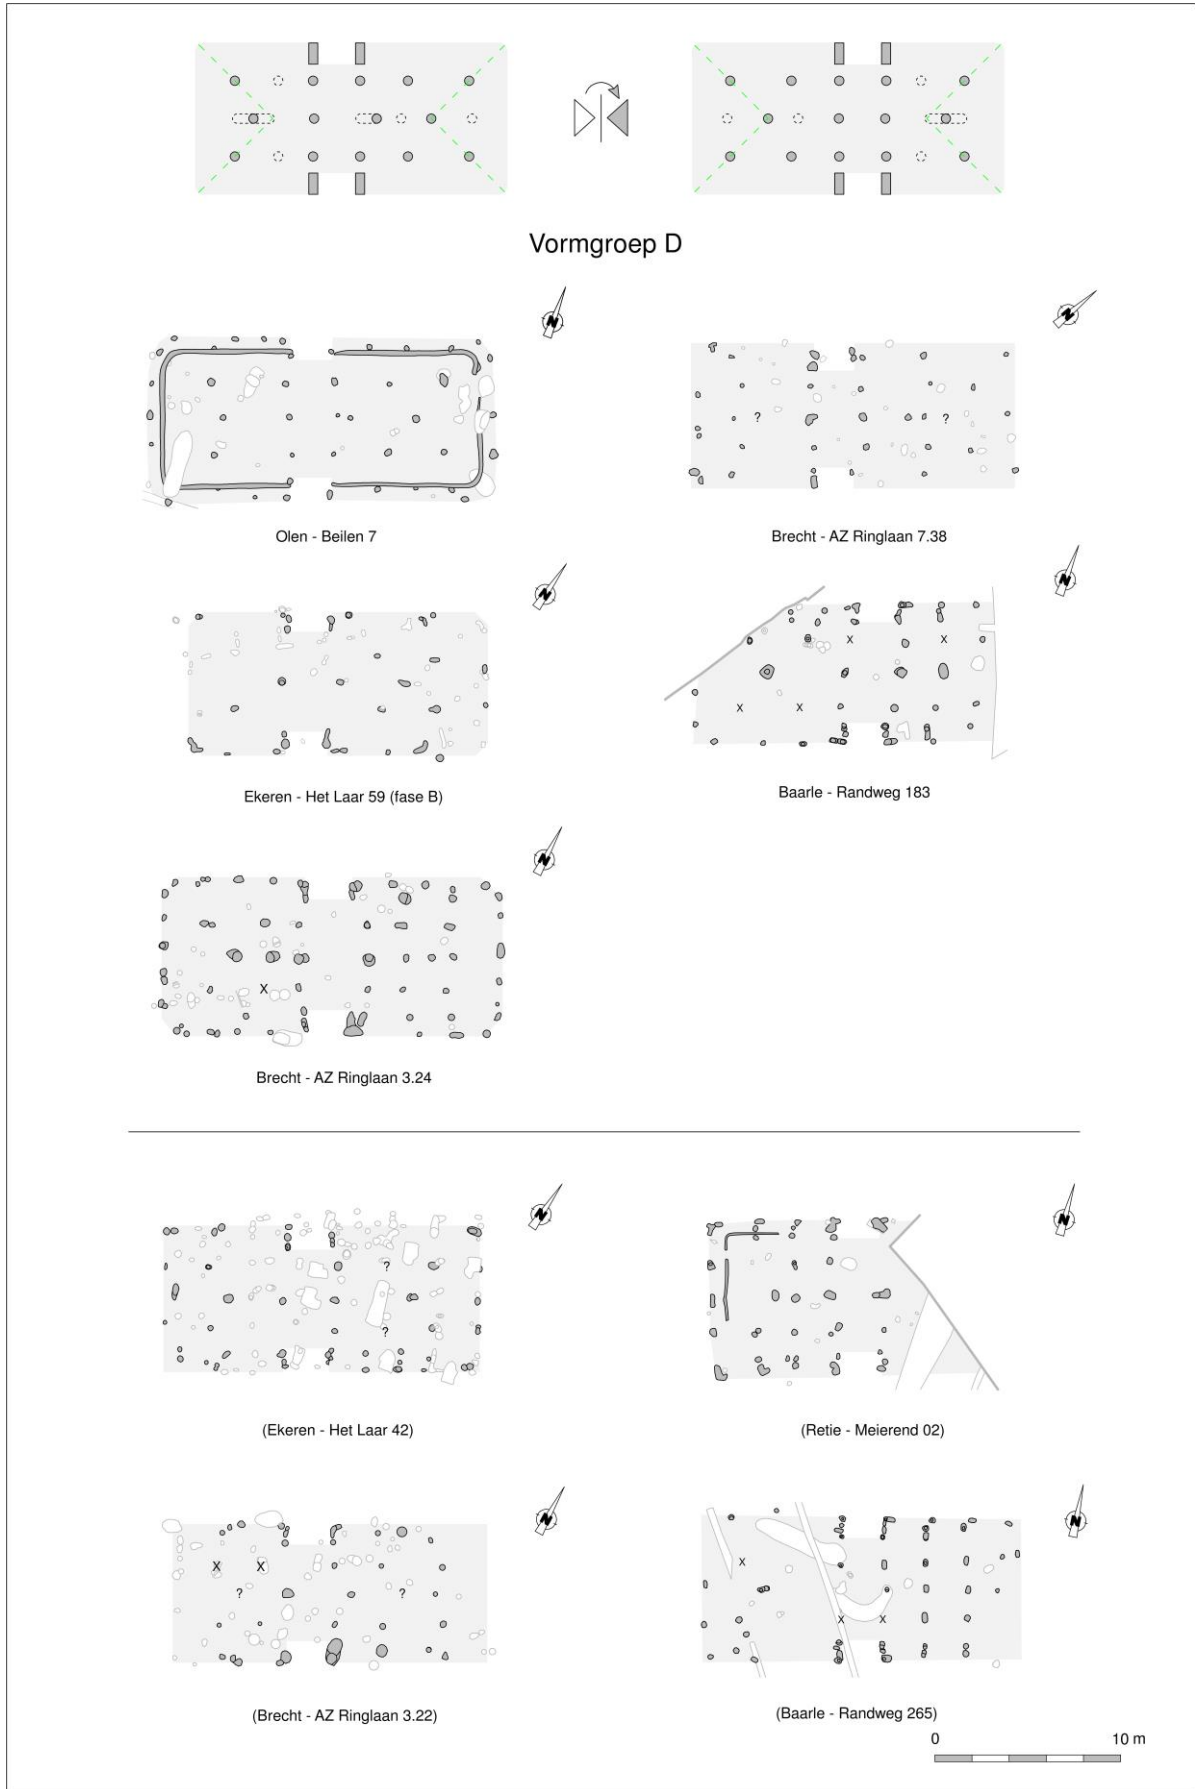 Vormgroep D
N
N
Olen - Beilen 7
Brecht - AZ Ringlaan 7.38
?
?
N
N
Ekeren - Het Laar 59 (fase B)
X
X
X
X
Baarle - Randweg 183
N
X
Brecht - AZ Ringlaan 3.24
N
N
?
?
(Ekeren - Het Laar 42)
(Retie - Meierend 02)
N
N
X
X
?
?
X
X
X
(Brecht - AZ Ringlaan 3.22)
(Baarle - Randweg 265)
0 10 m